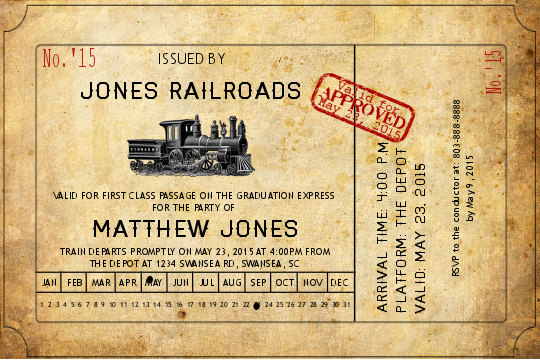 No. '15
ISSUED BY
JONES RAILROADS
VALID FOR FIRST CLASS PASSAGE ON THE GRADUATION EXPRESS
FOR THE PARTY OF
MATTHEW JONES
TRAIN DEPARTS PROMPTLY ON MAY 23, 2015 AT 4:00PM FROM
THE DEPOT AT 1234 SWANSEA RD, SWANSEA, SC
JAN FEB MAR APR MAY JUN JUL AUG SEP OCT NOV DEC
1 2 3 4 5 6 7 8 9 10 11 12 13 14 15 16 17 18 19 20 21 22 24 25 26 27 28 29 30 31
Valid for
APPROVED
May 23, 2015
ARRIVAL TIME: 4:00 P.M.
PLATFORM: THE DEPOT
VALID: MAY 23, 2015
RSVP to the conductor at: 803-888-8888
by May 9, 2015
No. '15